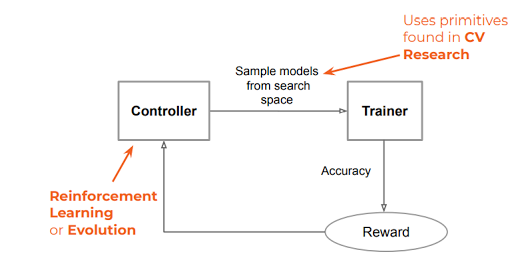 Uses primitives
found in CV
Research
Sample models
from search
space
Controller
Trainer
Accuracy
Reinforcement
Learning
or Evolution
Reward